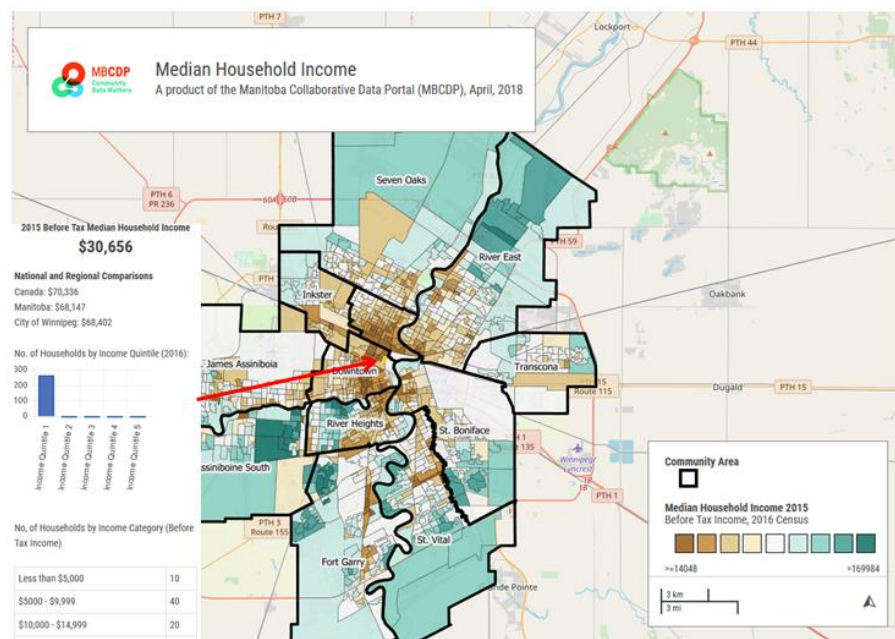 PTH 7
Lockport
PTH 44
MBCDP
Community
Data Matters
Median Household Income
A product of the Manitoba Collaborative Data Portal (MBCDP), April, 2018
PTH 6
PR 236
Seven Oaks
PTH 59
River East
Oakbank
Inkster
2015 Before Tax Median Household Income
$30,656
National and Regional Comparisons
Canada: $70,336
Manitoba: $68,147
City of Winnipeg: $68,402
No. of Households by Income Quintile (2016):
300
200
100
0
Income Quintile 1
Income Quintile 2
Income Quintile 3
Income Quintile 4
Income Quintile 5
James Assiniboia
Downtown
Transcona
Route 115
Dugald
PTH 15
River Heights
St. Boniface
ssiniboine South
PTH 1
PTH 3
Route 155
St. Vital
Fort Garry
nde Pointe
No, of Households by Income Category (Before
Tax Income)
Less than $5,000 10
$5000 - $9,999 40
$10,000 - $14,999 20
Community Area
Median Household Income 2015
Before Tax Income, 2016 Census
>=14048 >169984
3 km
3 mi